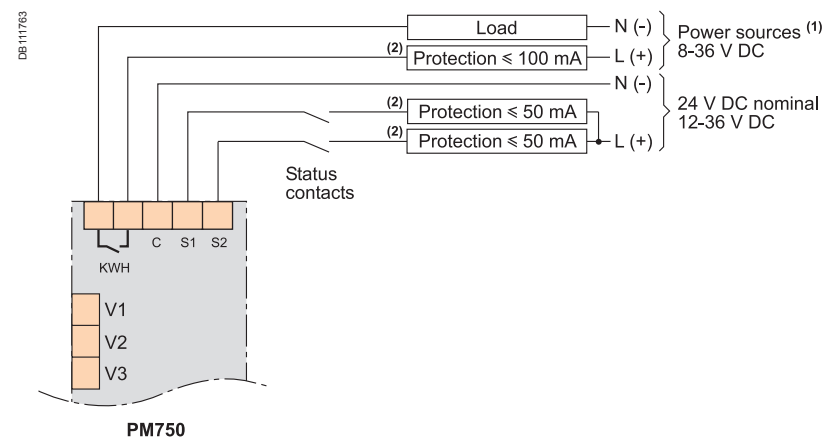 DB111763
Load
N (-)
Power sources (1)
(2)
Protection ⩽ 100 mA
L (+)
8-36 V DC
N (-)
(2)
Protection ⩽ 50 mA
24 V DC nominal
12-36 V DC
(2)
Protection ⩽ 50 mA
L (+)
Status
contacts
C S1 S2
KWH
V1
V2
V3
PM750